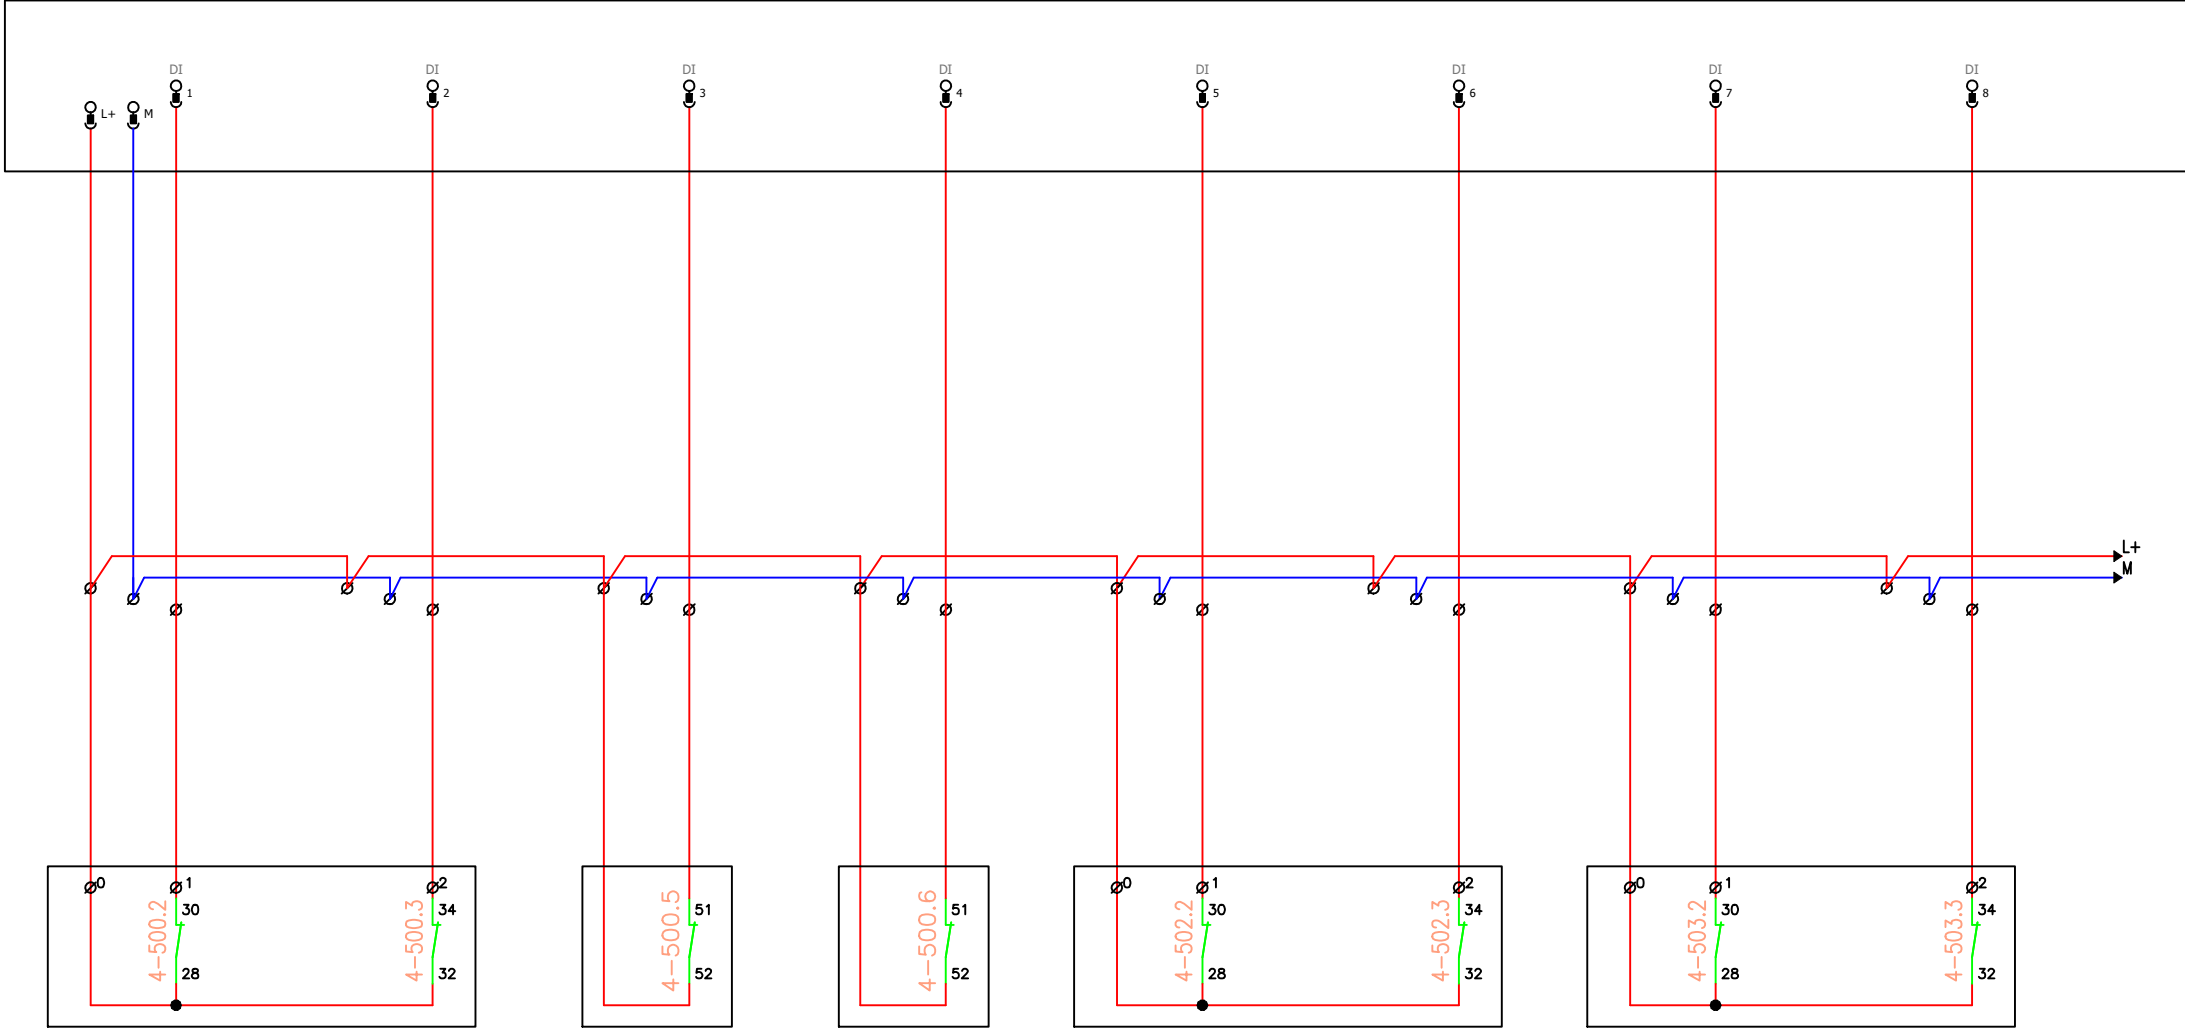 DI DI DI DI DI DI DI DI
1 2 3 4 5 6 7 8
L+ M
L+
M
0 1 2 0 1 2 0 1 2
30 34 51 51 30 34 30 34
4-500.2 4-500.3 4-500.5 4-500.6 4-502.2 4-502.3 4-503.2 4-503.3
28 32 52 52 28 32 28 32